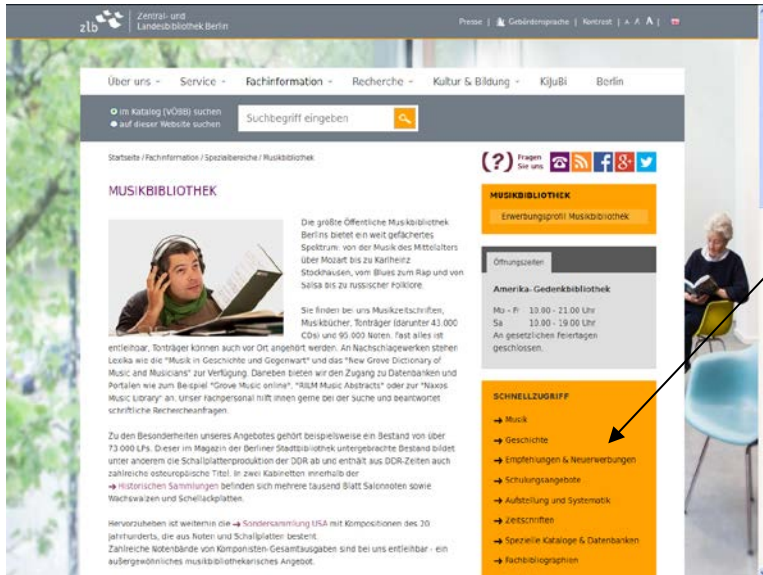 zlb
Zentral- und
Landesbibliothek Berlin
Presse | Gebärdensprache | Kontrast | A A A |
Über uns
Service
Fachinformation
Recherche
Kultur & Bildung
KiJuBi
Berlin
im Katalog (VÖBB) suchen
auf dieser Website suchen
Suchbegriff eingeben
Startseite / Fachinformation / Spezialbereiche / Musikbibliothek
(?) Fragen
Sie uns
MUSIKBIBLIOTHEK
Die größte Öffentliche Musikbibliothek
Berlins bietet ein weit gefächertes
Spektrum: von der Musik des Mittelalters
über Mozart bis zu Karlheinz
Stockhausen, vom Blues zum Rap und von
Salsa bis zu russischer Folklore.
Sie finden bei uns Musikzeitschriften,
Musikbücher, Tonträger (darunter 43.000
CDs) und 95.000 Noten. Fast alles ist
entleihbar, Tonträger können auch vor Ort angehört werden. An Nachschlagewerken stehen
Lexika wie die "Musik in Geschichte und Gegenwart" und das "New Grove Dictionary of
Music and Musicians" zur Verfügung. Daneben bieten wir den Zugang zu Datenbanken und
Portalen wie zum Beispiel "Grove Music online", "RILM Music Abstracts" oder zur "Naxos
Music Library" an. Unser Fachpersonal hilft Ihnen gerne bei der Suche und beantwortet
schriftliche Rechercheanfragen.
Zu den Besonderheiten unseres Angebotes gehört beispielsweise ein Bestand von über
73.000 LPs. Dieser im Magazin der Berliner Stadtbibliothek untergebrachte Bestand bildet
unter anderem die Schallplattenproduktion der DDR ab und enthält aus DDR-Zeiten auch
zahlreiche osteuropäische Titel. In zwei Kabinetten innerhalb der
→ Historischen Sammlungen befinden sich mehrere tausend Blatt Salonnoten sowie
Wachswalzen und Schellackplatten.
Hervorzuheben ist weiterhin die → Sondersammlung USA mit Kompositionen des 20.
Jahrhunderts, die aus Noten und Schallplatten besteht.
Zahlreiche Notenbände von Komponisten-Gesamtausgaben sind bei uns entleihbar - ein
außergewöhnliches musikbibliothekarisches Angebot.
MUSIKBIBLIOTHEK
Erwerbungsprofil Musikbibliothek
Öffnungszeiten
Amerika-Gedenkbibliothek
Mo - Fr 10.00 - 21.00 Uhr
Sa 10.00 - 19.00 Uhr
An gesetzlichen Feiertagen
geschlossen.
SCHNELLZUGRIFF
→ Musik
→ Geschichte
→ Empfehlungen & Neuerwerbungen
→ Schulungsangebote
→ Aufstellung und Systematik
→ Zeitschriften
→ Spezielle Kataloge & Datenbanken
→ Fachbibliographien